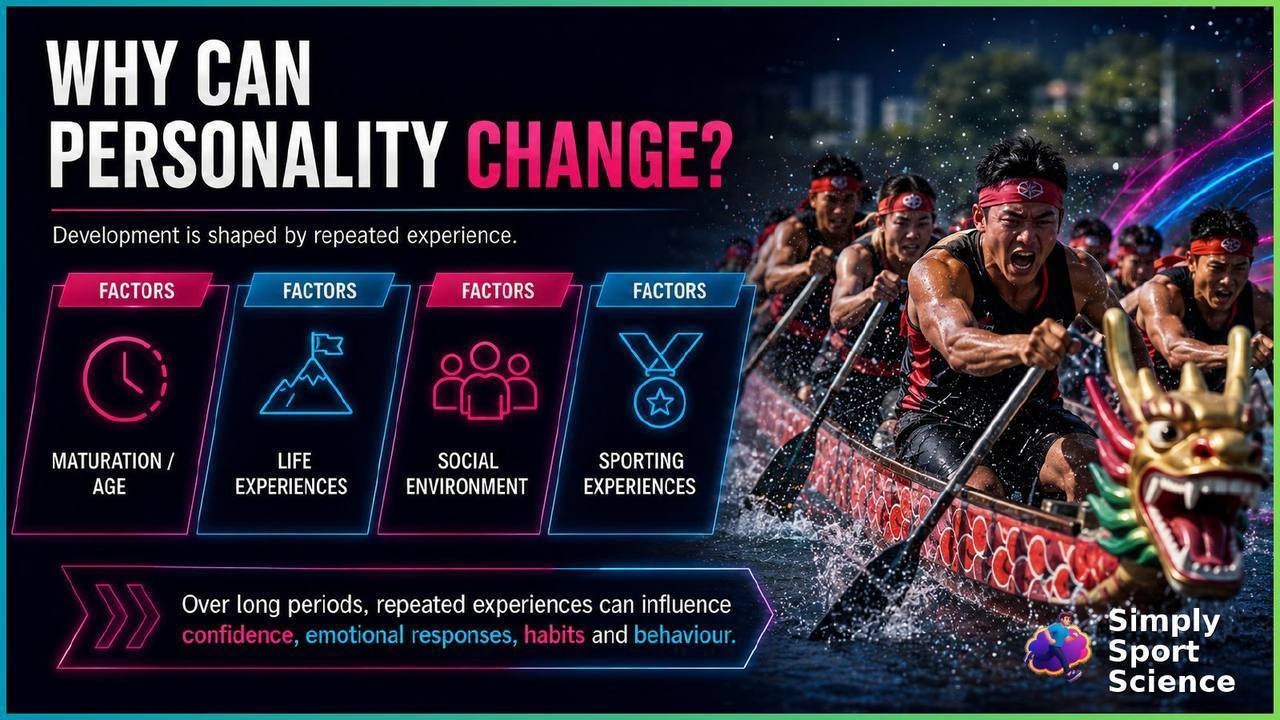 WHY CAN
PERSONALITY CHANGE?
Development is shaped by repeated experience.
FACTORS
MATURATION /
AGE
FACTORS
LIFE
EXPERIENCES
FACTORS
SOCIAL
ENVIRONMENT
FACTORS
SPORTING
EXPERIENCES
Over long periods, repeated experiences can influence
confidence, emotional responses, habits and behaviour.
Simply
Sport
Science